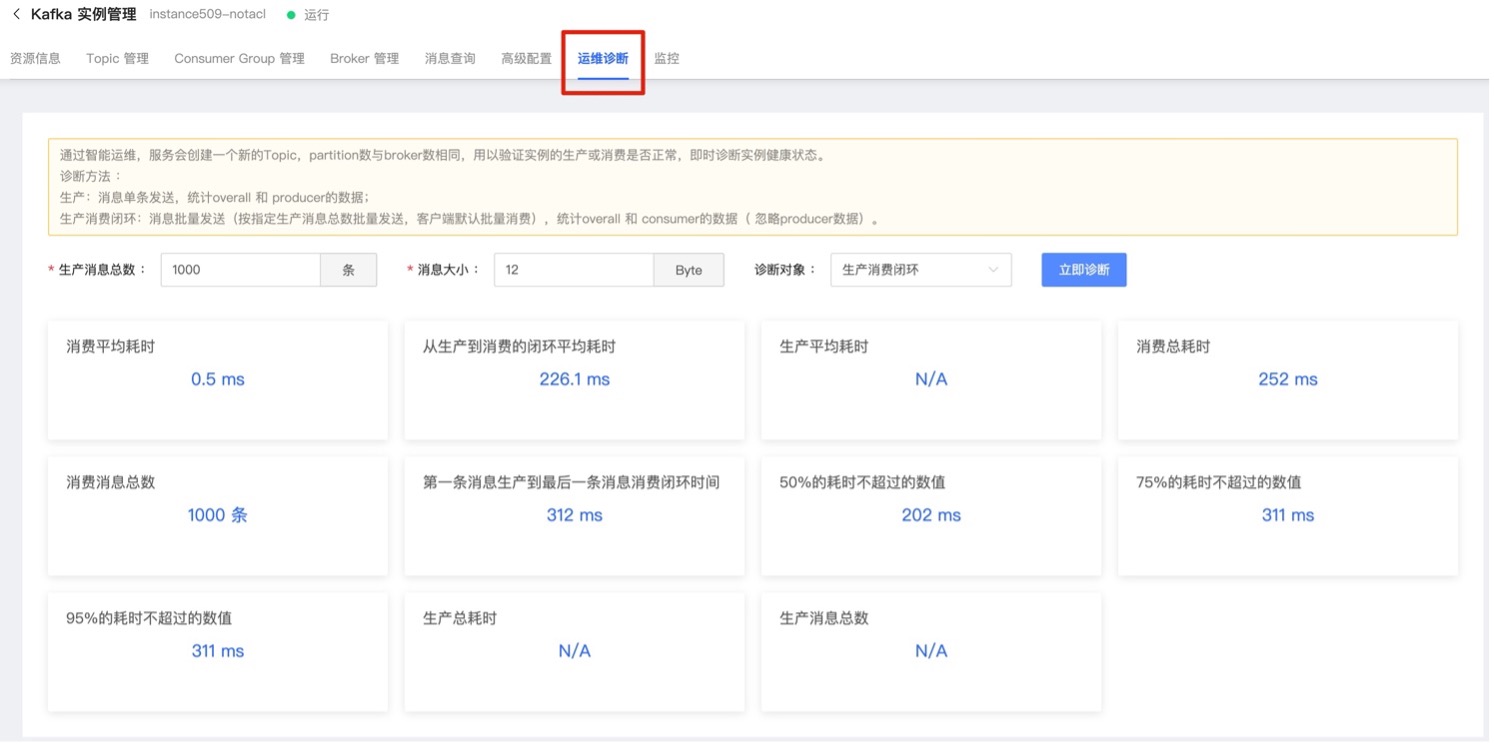 Kafka 实例管理 instance509-notacl 运行
资源信息 Topic 管理 Consumer Group 管理 Broker 管理 消息查询 高级配置 运维诊断 监控
通过智能运维，服务会创建一个新的Topic，partition数与broker数相同，用以验证实例的生产或消费是否正常，即时诊断实例健康状态。
诊断方法：
生产：消息单条发送，统计overall 和 producer的数据；
生产消费闭环：消息批量发送（按指定生产消息总数批量发送，客户端默认批量消费），统计overall 和 consumer的数据（ 忽略producer数据）。
* 生产消息总数： 1000 条 * 消息大小： 12 Byte 诊断对象： 生产消费闭环 立即诊断
消费平均耗时 从生产到消费的闭环平均耗时 生产平均耗时 消费总耗时
0.5 ms 226.1 ms N/A 252 ms
消费消息总数 第一条消息生产到最后一条消息消费闭环时间 50%的耗时不超过的数值 75%的耗时不超过的数值
1000 条 312 ms 202 ms 311 ms
95%的耗时不超过的数值 生产总耗时 生产消息总数
311 ms N/A N/A